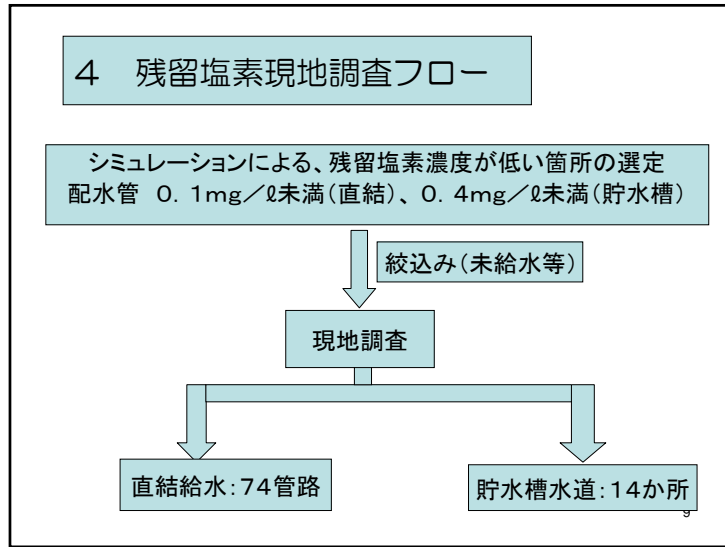 ４　残留塩素現地調査フロー
シミュレーションによる、残留塩素濃度が低い箇所の選定
配水管　０．１mg／ℓ未満（直結）、０．４mg／ℓ未満（貯水槽）
絞込み（未給水等）
現地調査
直結給水：７４管路
貯水槽水道：１４か所
9